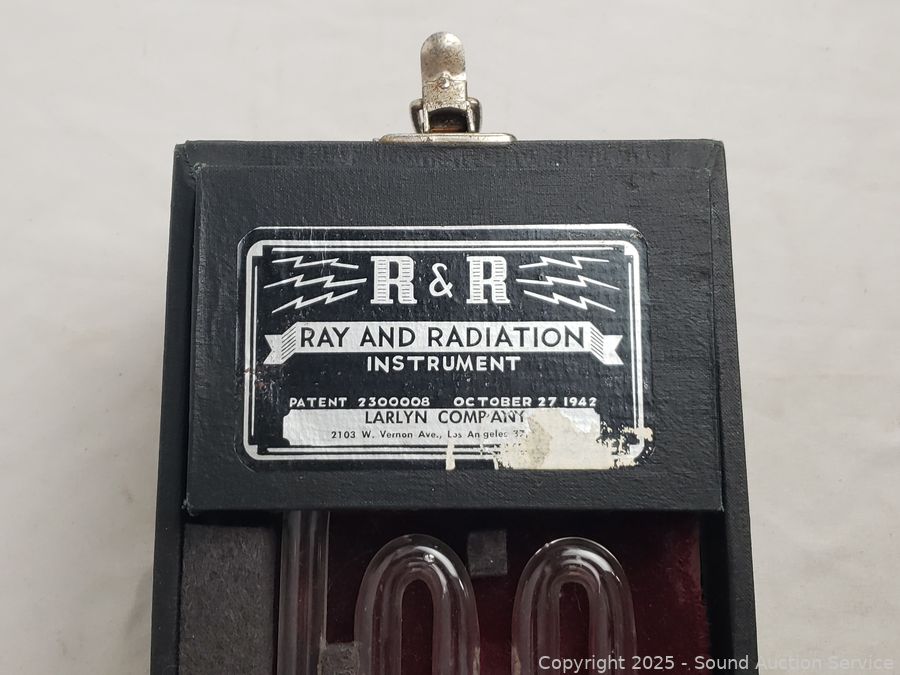 R & R
RAY AND RADIATION
INSTRUMENT
PATENT 2300008 OCTOBER 27 1942
LARLYN COMPANY
2103 W. Vernon Ave., Los Angeles
Copyright 2025 - Sound Auction Service